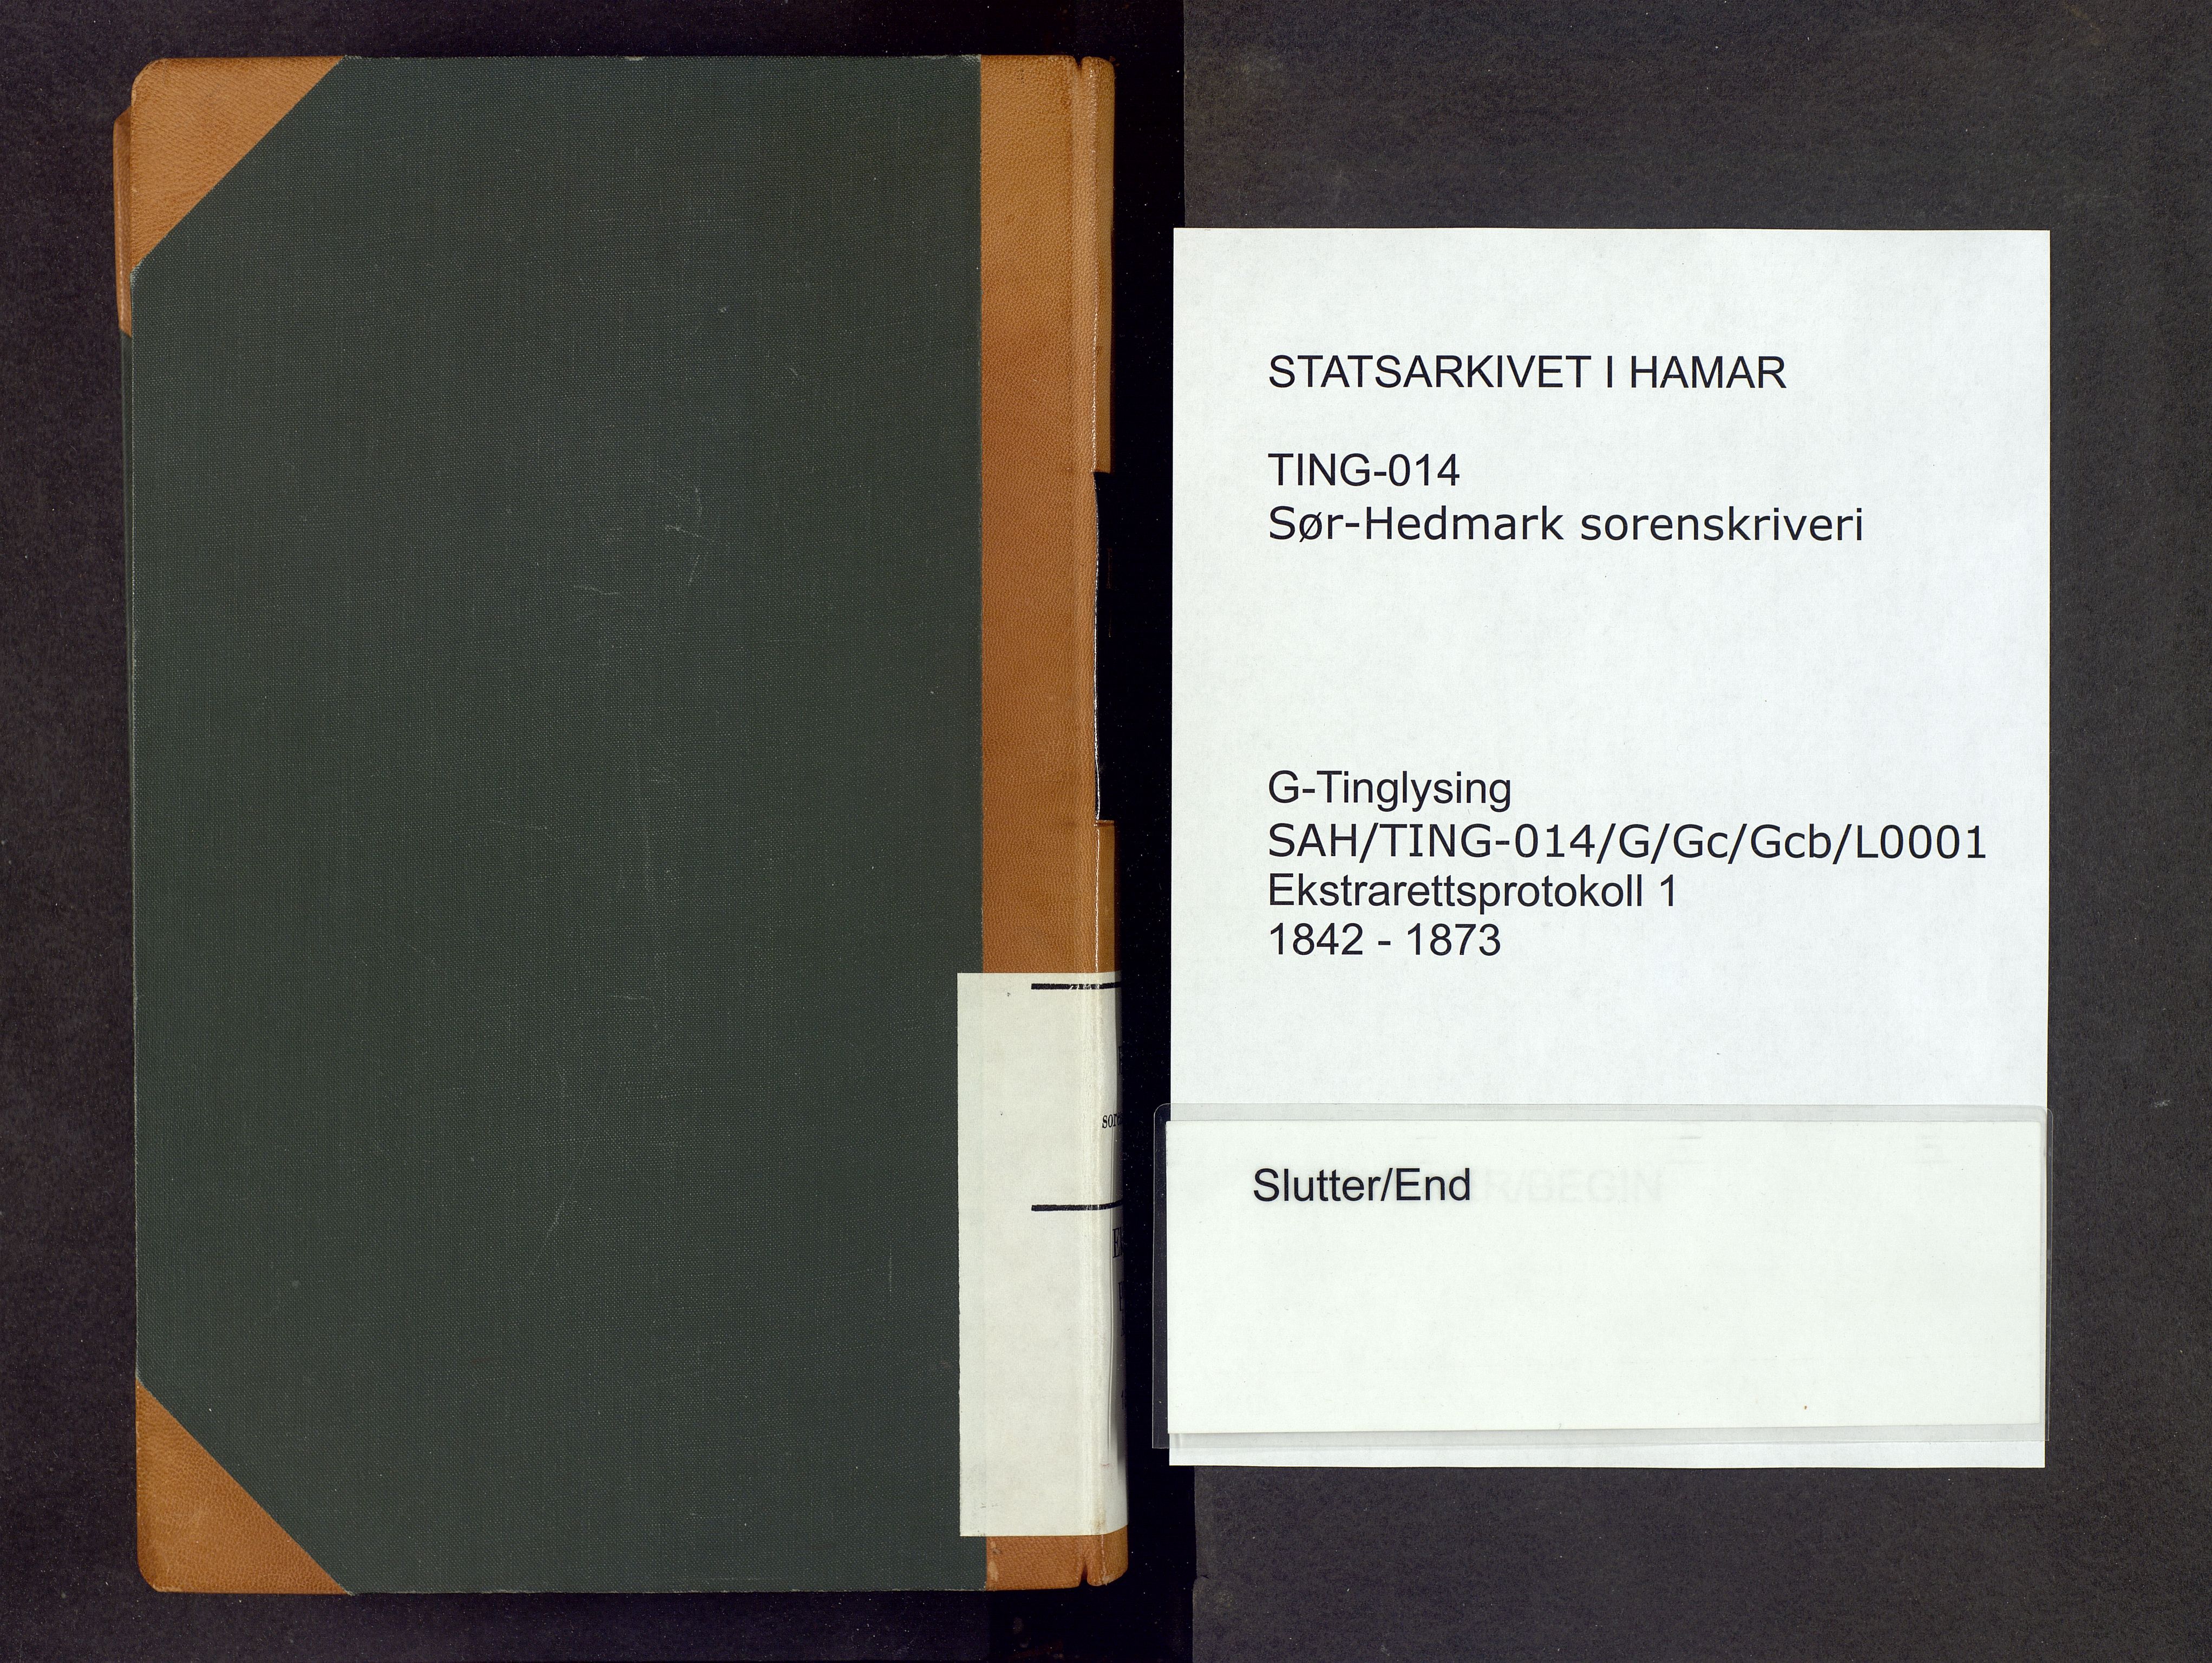 STATSARKIVET I HAMAR
TING-014
Sør-Hedmark sorenskriveri
G-Tinglysing
SAH/TING-014/G/Gc/Gcb/L0001
Ekstrarettsprotokoll 1
1842 - 1873
Slutter/End